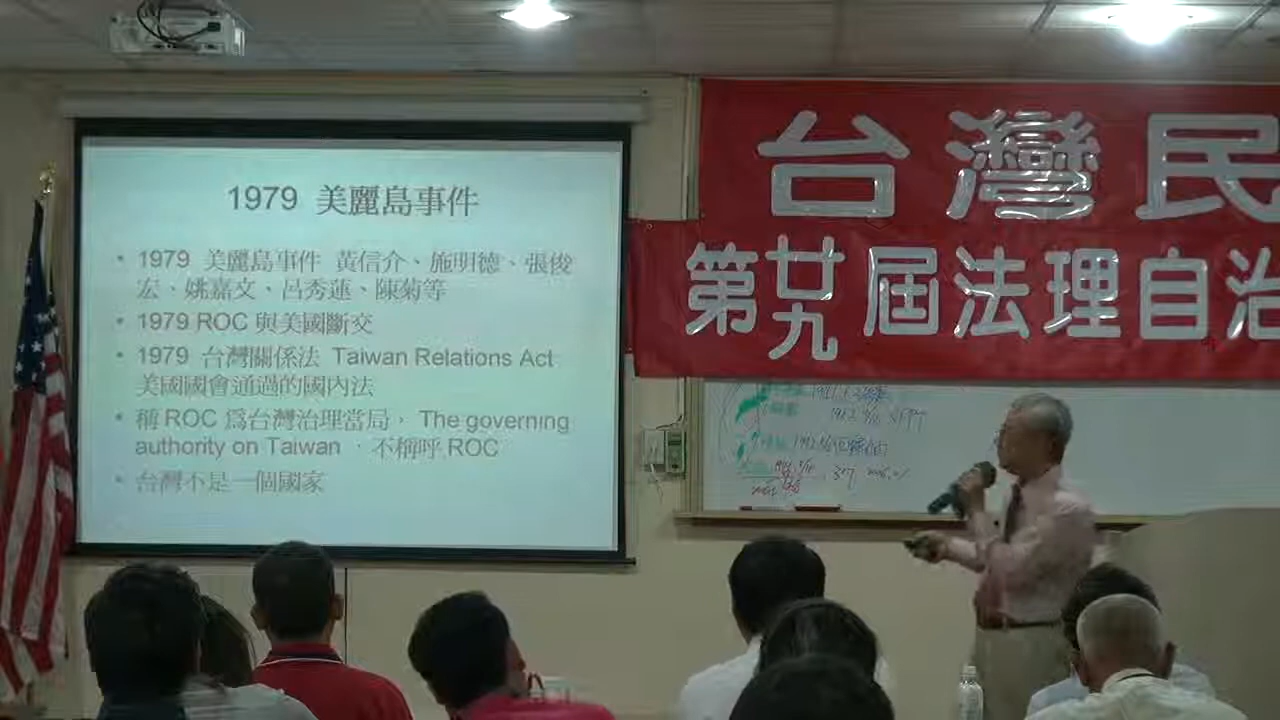 1979 美麗島事件
• 1979 美麗島事件 黃信介、施明德、張俊
宏、姚嘉文、呂秀蓮、陳菊等
• 1979 ROC 與美國斷交
• 1979 台灣關係法 Taiwan Relations Act
美國國會通過的國內法
• 稱 ROC 爲台灣治理當局， The governing
authority on Taiwan ，不稱呼 ROC
• 台灣不是一個國家
台灣民
第廿九屆法理自治